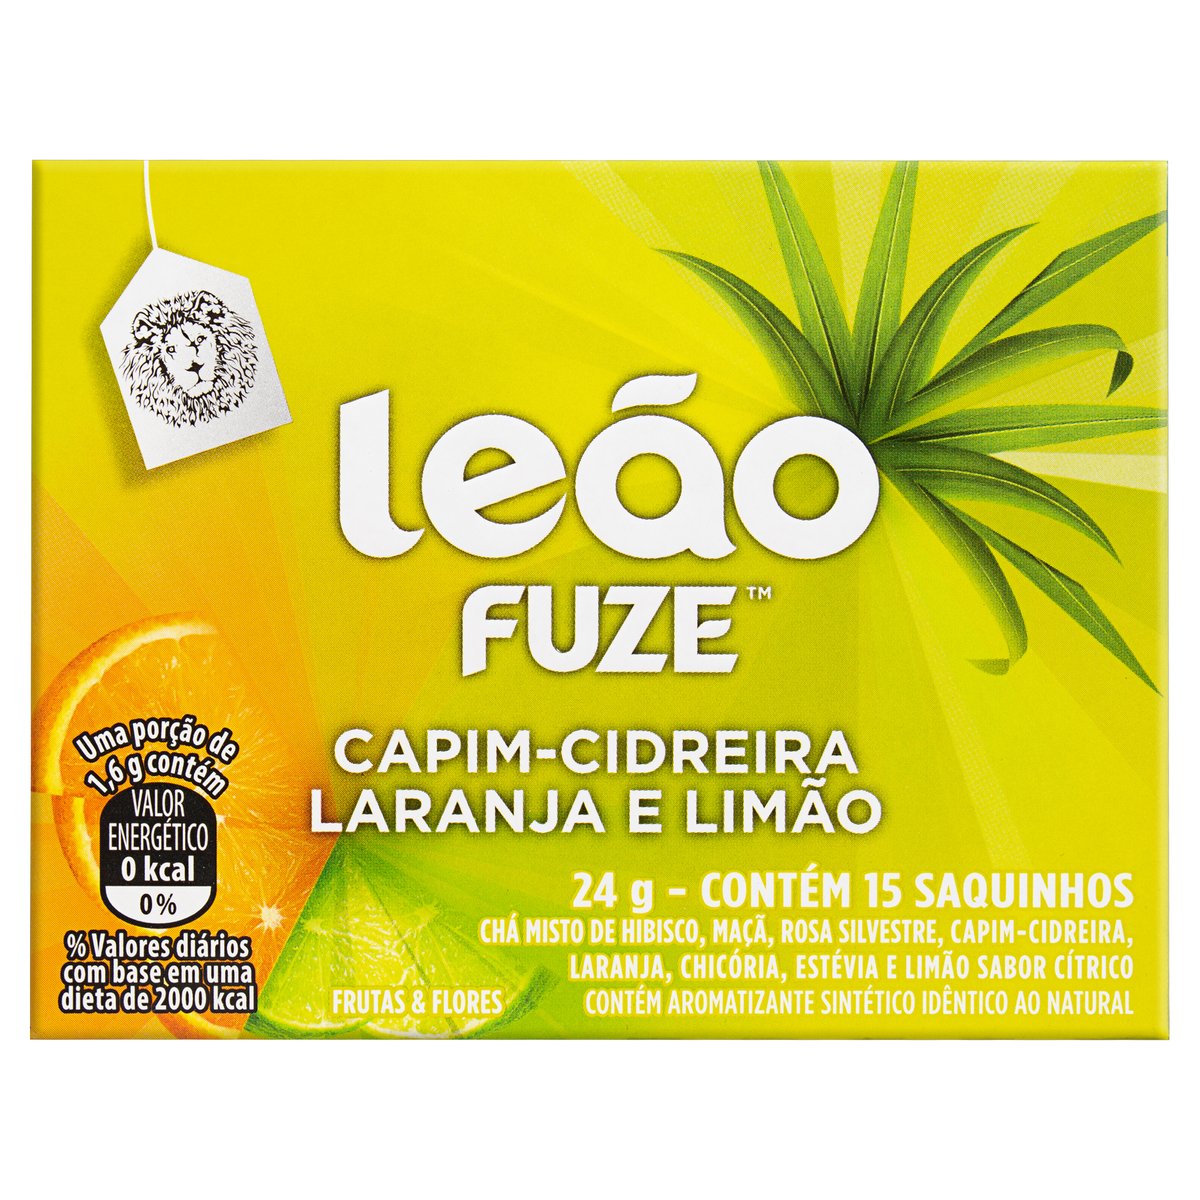 leão
FUZE™
CAPIM-CIDREIRA
LARANJA E LIMÃO
Uma porção de
1,6 g contém
VALOR
ENERGÉTICO
0 kcal
0%
% Valores diários
com base em uma
dieta de 2000 kcal
24 g - CONTÉM 15 SAQUINHOS
CHÁ MISTO DE HIBISCO, MAÇÃ, ROSA SILVESTRE, CAPIM-CIDREIRA,
LARANJA, CHICÓRIA, ESTÉVIA E LIMÃO SABOR CÍTRICO
FRUTAS & FLORES
CONTÉM AROMATIZANTE SINTÉTICO IDÊNTICO AO NATURAL